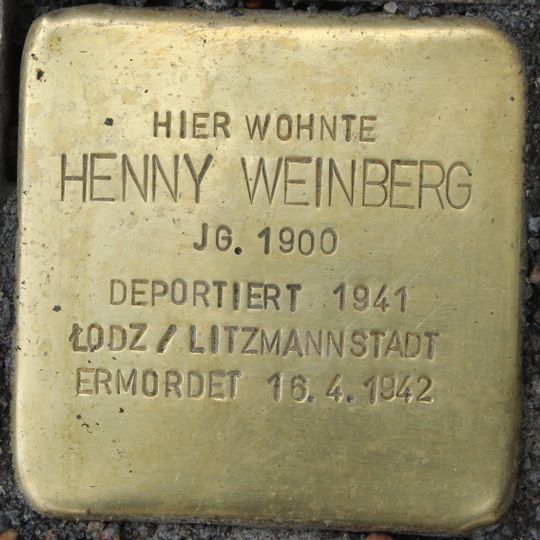 HIER WOHNTE
HENNY WEINBERG
JG. 1900
DEPORTIERT 1941
ŁODZ / LITZMANNSTADT
ERMORDET 16.4.1942